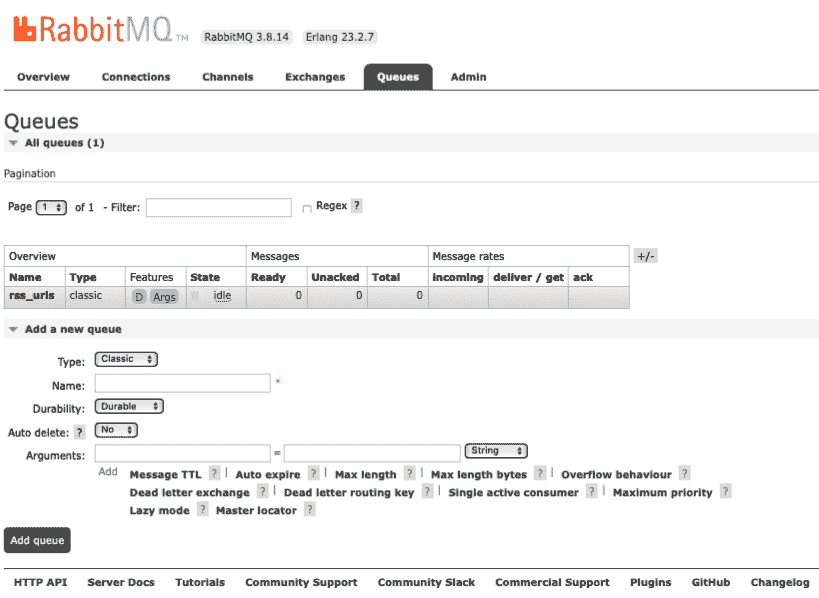 RabbitMQ TM RabbitMQ 3.8.14 Erlang 23.2.7
Overview Connections Channels Exchanges Queues Admin
Queues
All queues (1)
Pagination
Page 1 of 1 - Filter: Regex ?
Overview Messages Message rates +/-
Name Type Features State Ready Unacked Total incoming deliver / get ack
rss_urls classic D Args idle 0 0 0
Add a new queue
Type: Classic
Name: *
Durability: Durable
Auto delete: ? No
Arguments: = String
Add Message TTL ? | Auto expire ? | Max length ? | Max length bytes ? | Overflow behaviour ?
Dead letter exchange ? | Dead letter routing key ? | Single active consumer ? | Maximum priority ?
Lazy mode ? Master locator ?
Add queue
HTTP API Server Docs Tutorials Community Support Community Slack Commercial Support Plugins GitHub Changelog